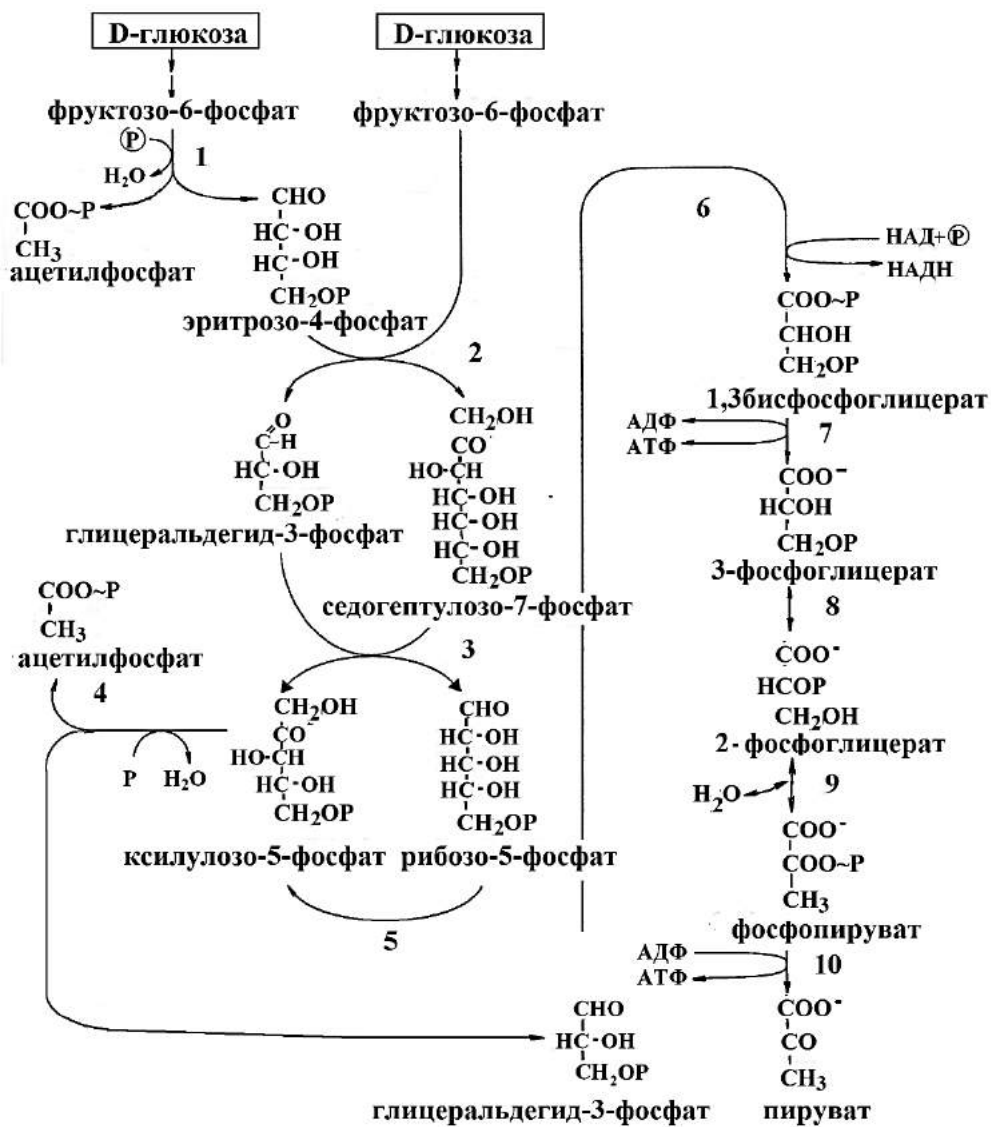 D-глюкоза
D-глюкоза
фруктозо-6-фосфат
фруктозо-6-фосфат
P
1
H₂O
COO~P
CH₃
ацетилфосфат
CHO
HC-OH
HC-OH
CH₂OP
эритрозо-4-фосфат
2
O
C-H
HC-OH
CH₂OP
глицеральдегид-3-фосфат
CH₂OH
CO
HO-CH
HC-OH
HC-OH
HC-OH
CH₂OP
седогептулозо-7-фосфат
3
COO~P
CH₃
ацетилфосфат
4
P
H₂O
CH₂OH
CO
HO-CH
HC-OH
CH₂OP
ксилулозо-5-фосфат
CHO
HC-OH
HC-OH
HC-OH
CH₂OP
рибозо-5-фосфат
5
CHO
HC-OH
CH₂OP
глицеральдегид-3-фосфат
6
НАД+P
НАДН
COO~P
CHOH
CH₂OP
1,3бисфосфоглицерат
АДФ
АТФ
7
COO⁻
HCOH
CH₂OP
3-фосфоглицерат
8
COO⁻
HCOP
CH₂OH
2-фосфоглицерат
H₂O
9
COO⁻
COO~P
CH₃
фосфопируват
АДФ
АТФ
10
COO⁻
CO
CH₃
пируват